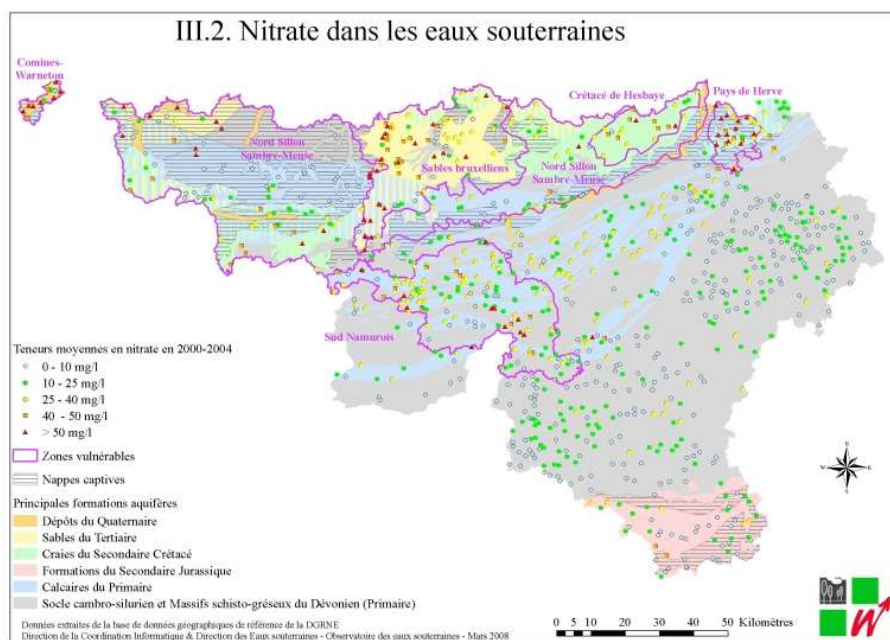 III.2. Nitrate dans les eaux souterraines
Comines-
Warneton
Crétacé de Hesbaye
Pays de Herve
Nord Sillon
Sambre-Meuse
Sables bruxelliens
Nord Sillon
Sambre-Meuse
Sud Namurois
Teneurs moyennes en nitrate en 2000-2004
0 - 10 mg/l
10 - 25 mg/l
25 - 40 mg/l
40 - 50 mg/l
> 50 mg/l
Zones vulnérables
Nappes captives
Principales formations aquifères
Dépôts du Quaternaire
Sables du Tertiaire
Craies du Secondaire Crétacé
Formations du Secondaire Jurassique
Calcaires du Primaire
Socle cambro-silurien et Massifs schisto-gréseux du Dévonien (Primaire)
N
W E
S
0 5 10 20 30 40 50 Kilomètres
Données extraites de la base de données géographiques de référence de la DGRNE
Direction de la Coordination Informatique & Direction des Eaux souterraines - Observatoire des eaux souterraines - Mars 2008